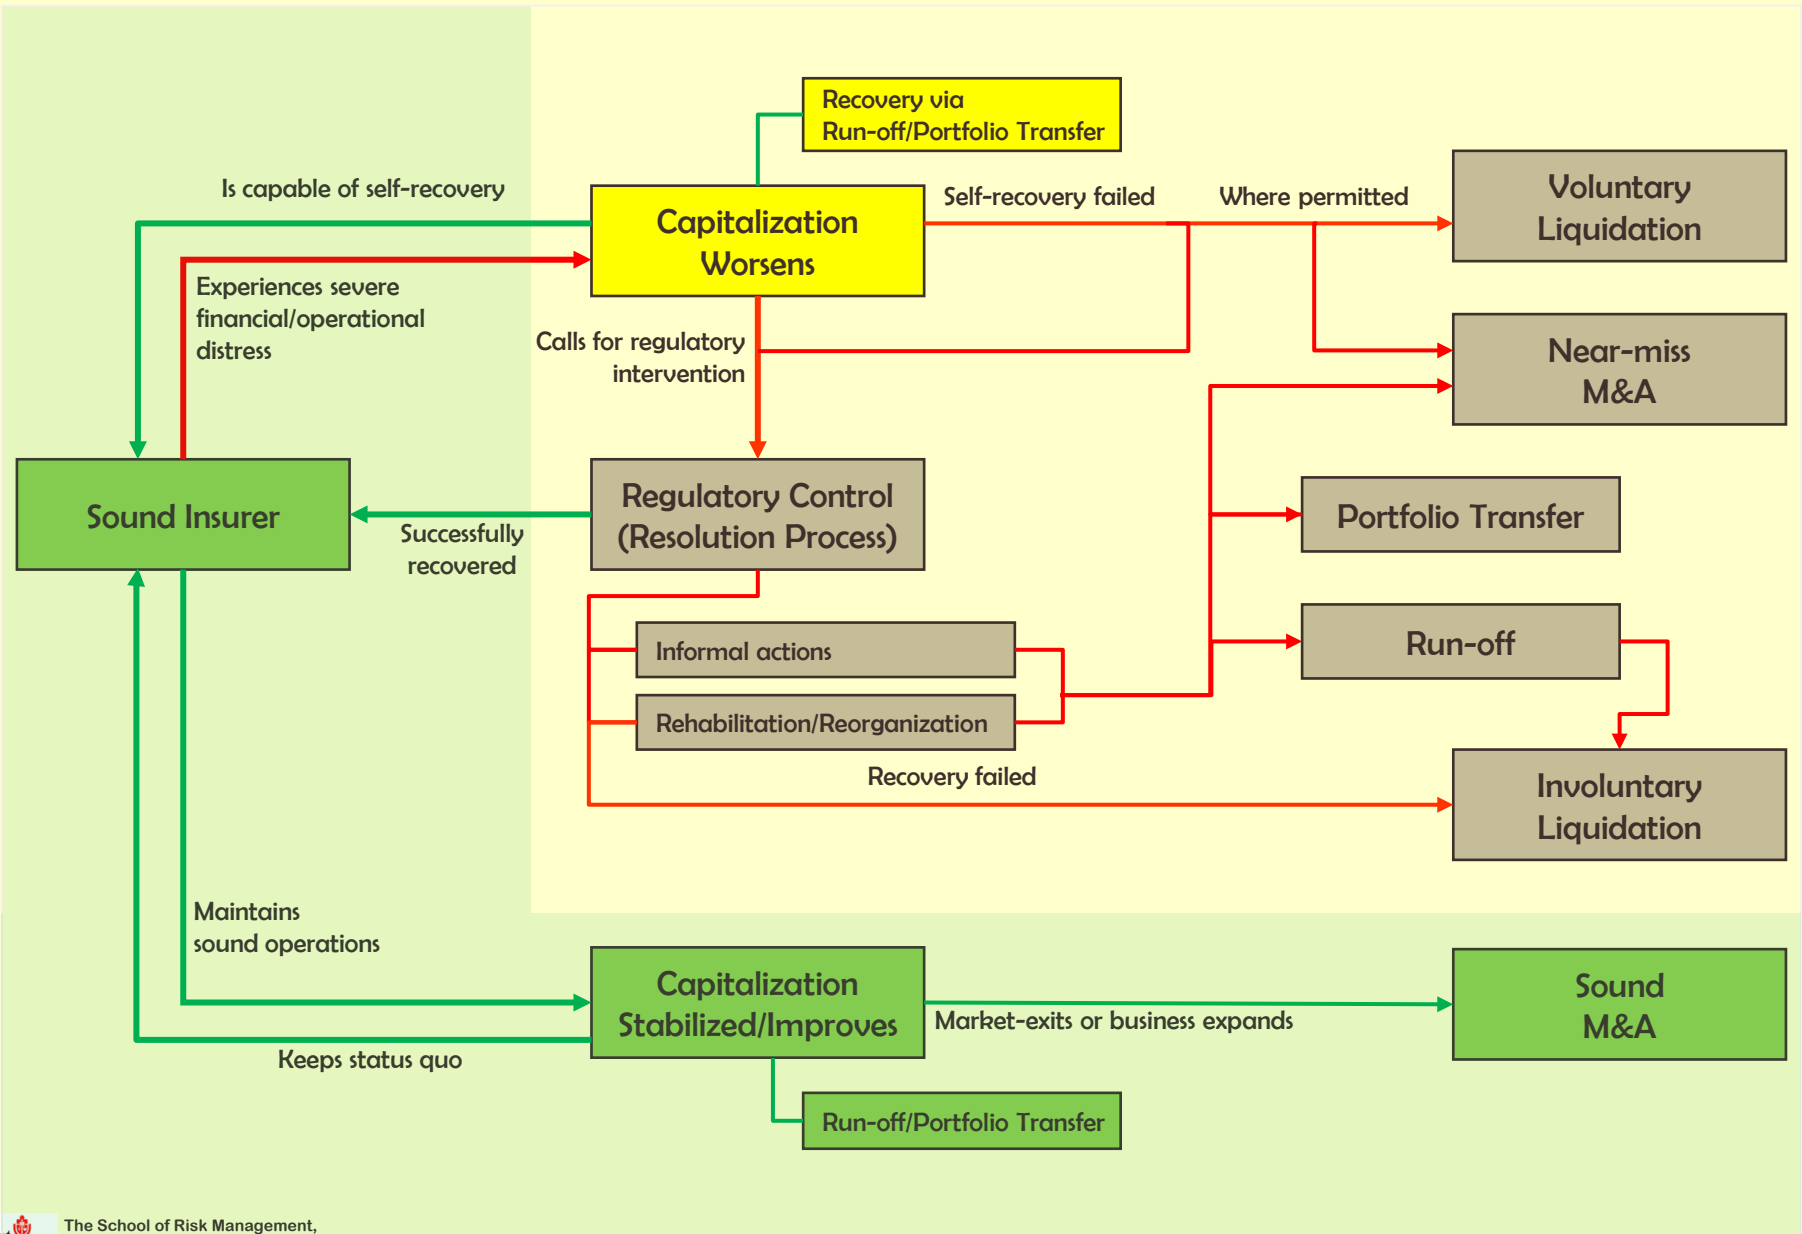 Recovery via
Run-off/Portfolio Transfer
Is capable of self-recovery
Capitalization
Worsens
Self-recovery failed
Where permitted
Voluntary
Liquidation
Experiences severe
financial/operational
distress
Calls for regulatory
intervention
Near-miss
M&A
Sound Insurer
Successfully
recovered
Regulatory Control
(Resolution Process)
Portfolio Transfer
Informal actions
Run-off
Rehabilitation/Reorganization
Recovery failed
Involuntary
Liquidation
Maintains
sound operations
Capitalization
Stabilized/Improves
Market-exits or business expands
Sound
M&A
Keeps status quo
Run-off/Portfolio Transfer
The School of Risk Management,